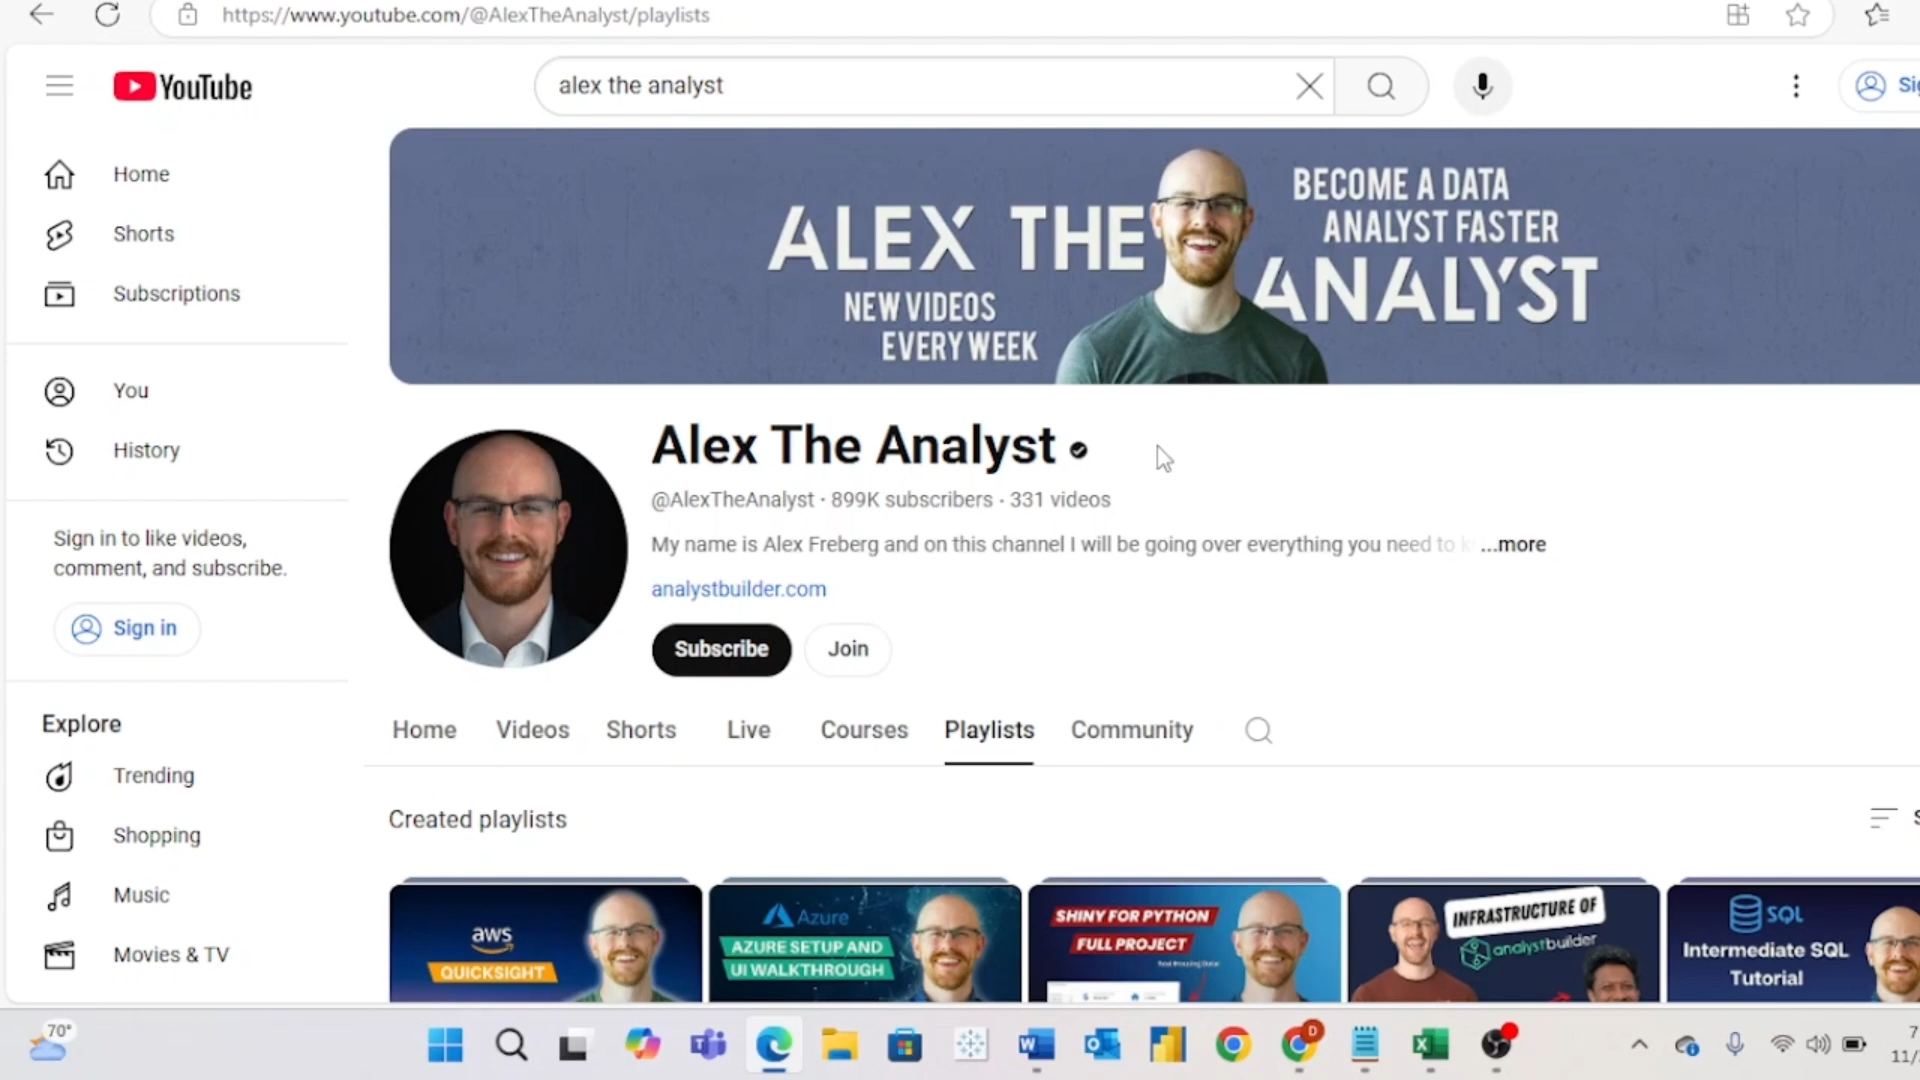 https://www.youtube.com/@AlexTheAnalyst/playlists
YouTube
alex the analyst
Home
Shorts
Subscriptions
You
History
Sign in to like videos,
comment, and subscribe.
Sign in
Explore
Trending
Shopping
Music
Movies & TV
ALEX THE
ANALYST
NEW VIDEOS
EVERY WEEK
BECOME A DATA
ANALYST FASTER
Alex The Analyst
@AlexTheAnalyst · 899K subscribers · 331 videos
My name is Alex Freberg and on this channel I will be going over everything you need to ...more
analystbuilder.com
Subscribe
Join
Home Videos Shorts Live Courses Playlists Community
Created playlists
aws
QUICKSIGHT
Azure
AZURE SETUP AND
UI WALKTHROUGH
SHINY FOR PYTHON
FULL PROJECT
INFRASTRUCTURE OF
analystbuilder
SQL
Intermediate SQL
Tutorial
70°